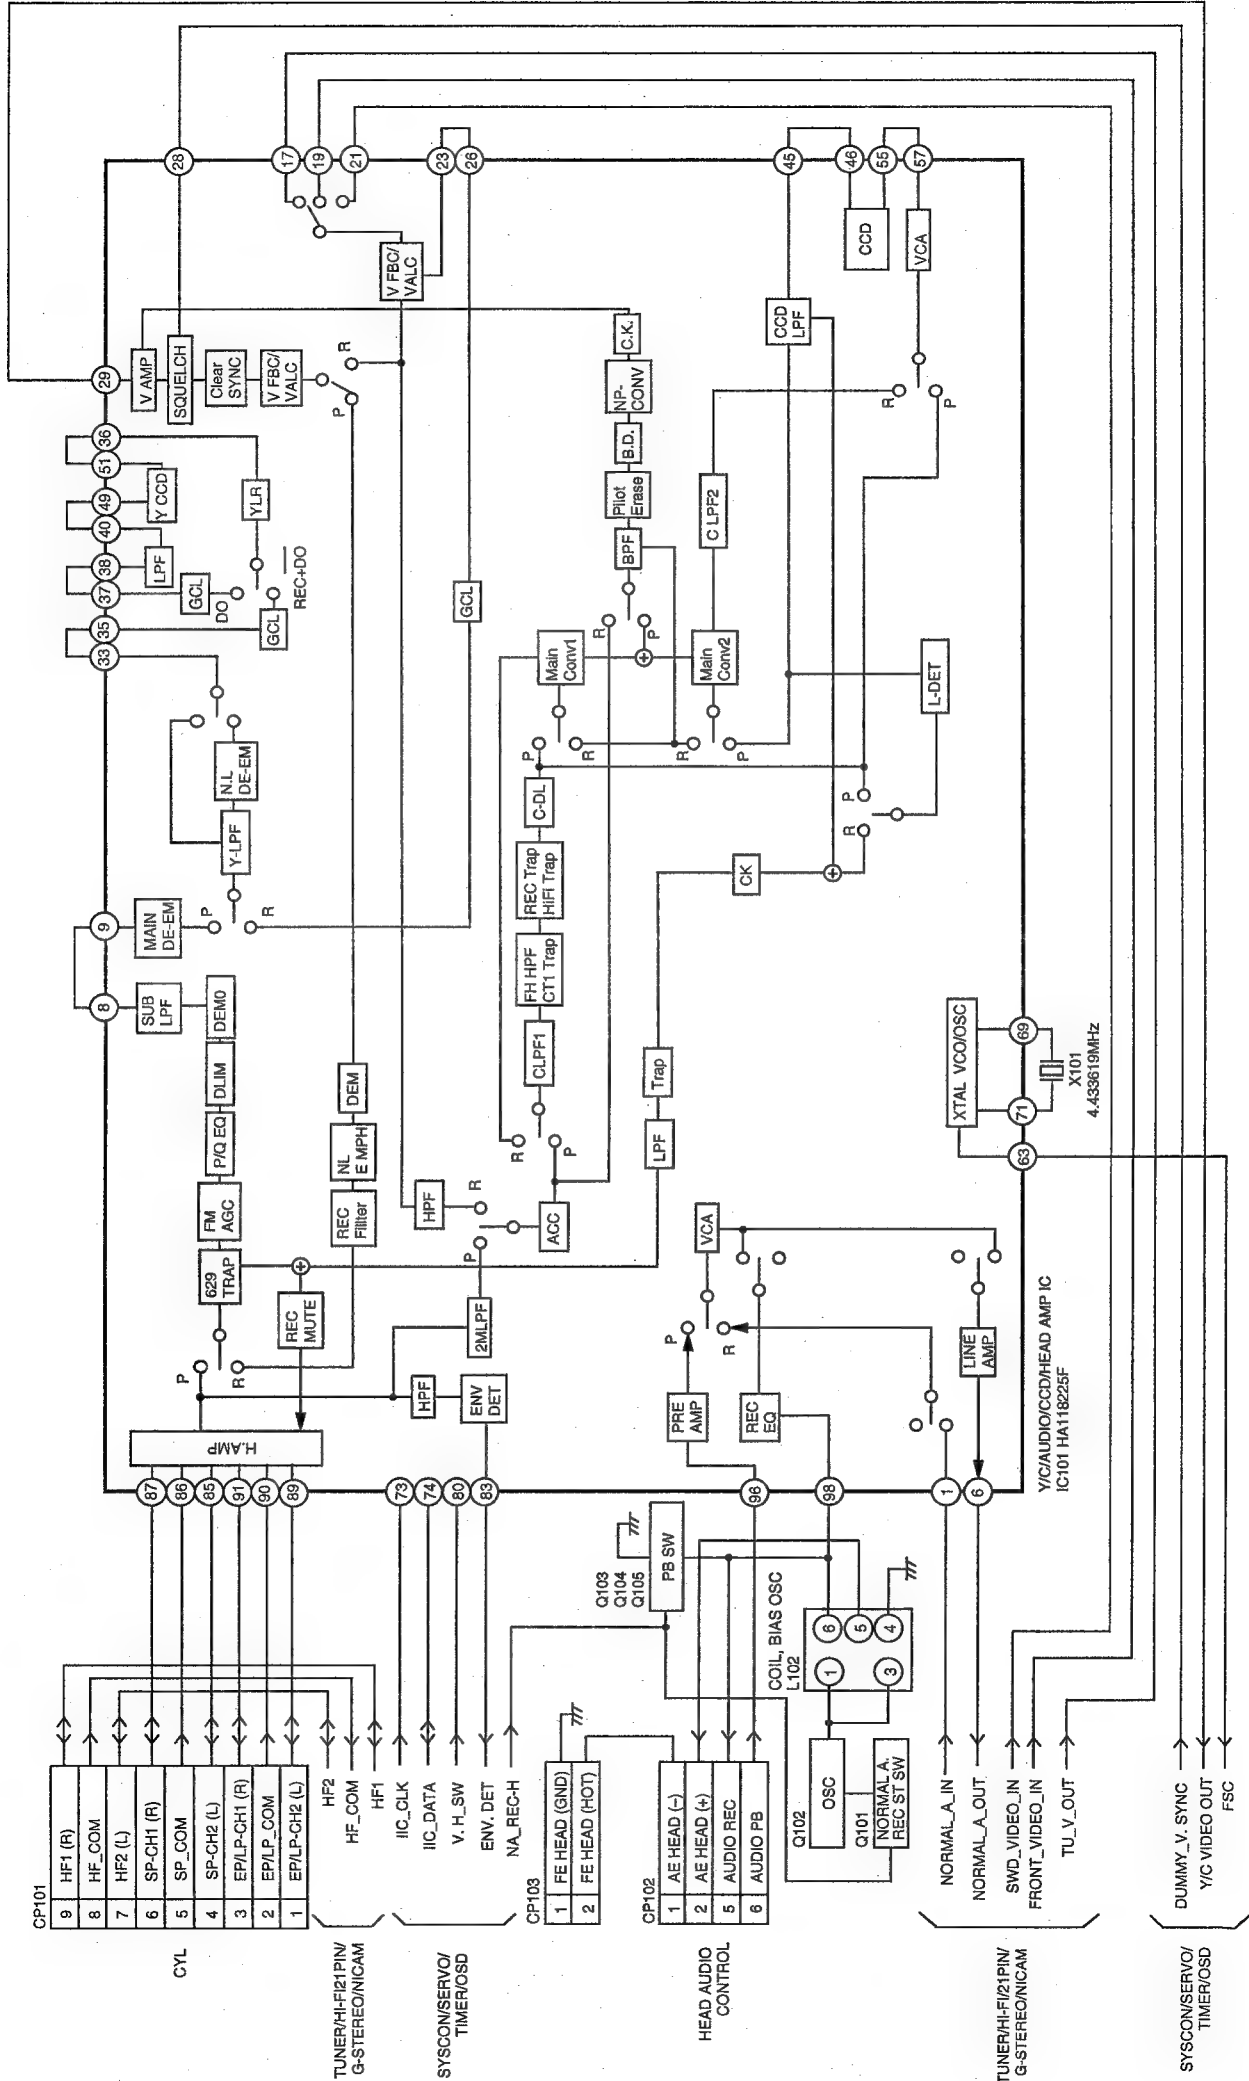 28
17
19
21
23
26
45
46
55
57
29
V AMP
SQUELCH
Clear
SYNC
V FBC/
VALC
R
P
V FBC/
VALC
36
51
49
40
38
37
35
33
Y CCD
LPF
YLR
GCL
DO
GCL
REC+DO
GCL
C.K.
NP-
CONV
B.D.
Pilot
Erase
BPF
R
P
CCD
LPF
CCD
VCA
R
P
C LPF2
Main
Conv1
Main
Conv2
P
R
R
P
L-DET
P
R
N.L
DE-EM
Y-LPF
P
R
9
MAIN
DE-EM
8
SUB
LPF
DEM0
DLIM
P/Q EQ
FM
AGC
629
TRAP
C-DL
REC Trap
HiFi Trap
FH HPF
CT1 Trap
CLPF1
R
P
CK
Trap
LPF
DEM
NL
E MPH
REC
Fillter
HPF
R
P
ACC
2MLPF
REC
MUTE
P
R
HPF
ENV
DET
H.AMP
XTAL VCO/OSC
69
71
63
X101
4.433619MHz
VCA
P
R
PRE
AMP
REC
EQ
LINE
AMP
87
86
85
91
90
89
73
74
80
83
96
98
1
6
Y/C/AUDIO/CCD/HEAD AMP IC
IC101 HA118225F
Q103
Q104
Q105
PB SW
COIL, BIAS OSC
L102
6
5
4
1
3
Q102
OSC
Q101
NORMAL A.
REC ST SW
CP101
9 HF1 (R)
8 HF_COM
7 HF2 (L)
6 SP-CH1 (R)
5 SP_COM
4 SP-CH2 (L)
3 EP/LP-CH1 (R)
2 EP/LP_COM
1 EP/LP-CH2 (L)
CYL
HF2
HF_COM
HF1
TUNER/HI-FI21PIN/
G-STEREO/NICAM
IIC_CLK
IIC_DATA
V. H_SW
ENV. DET
NA_REC-H
SYSCON/SERVO/
TIMER/OSD
CP103
1 FE HEAD (GND)
2 FE HEAD (HOT)
CP102
1 AE HEAD (-)
2 AE HEAD (+)
5 AUDIO REC
6 AUDIO PB
HEAD AUDIO
CONTROL
NORMAL_A_IN
NORMAL_A_OUT
SWD_VIDEO_IN
FRONT_VIDEO_IN
TU_V_OUT
TUNER/HI-FI/21PIN/
G-STEREO/NICAM
DUMMY_V. SYNC
Y/C VIDEO OUT
FSC
SYSCON/SERVO/
TIMER/OSD